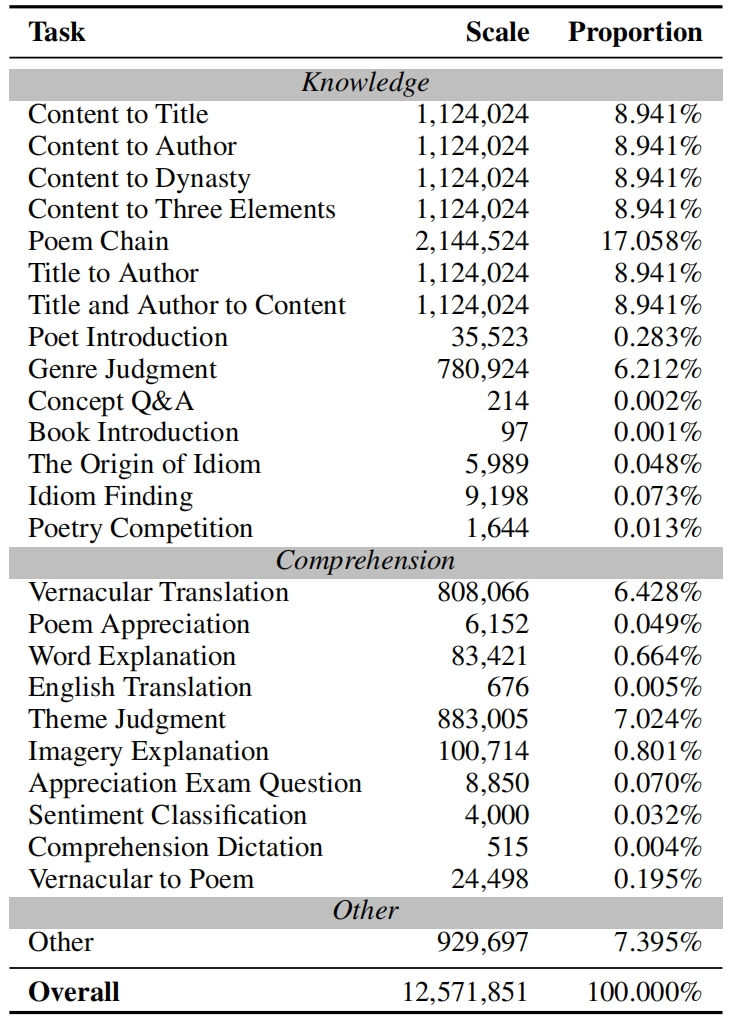 Task Scale Proportion
Knowledge
Content to Title 1,124,024 8.941%
Content to Author 1,124,024 8.941%
Content to Dynasty 1,124,024 8.941%
Content to Three Elements 1,124,024 8.941%
Poem Chain 2,144,524 17.058%
Title to Author 1,124,024 8.941%
Title and Author to Content 1,124,024 8.941%
Poet Introduction 35,523 0.283%
Genre Judgment 780,924 6.212%
Concept Q&A 214 0.002%
Book Introduction 97 0.001%
The Origin of Idiom 5,989 0.048%
Idiom Finding 9,198 0.073%
Poetry Competition 1,644 0.013%
Comprehension
Vernacular Translation 808,066 6.428%
Poem Appreciation 6,152 0.049%
Word Explanation 83,421 0.664%
English Translation 676 0.005%
Theme Judgment 883,005 7.024%
Imagery Explanation 100,714 0.801%
Appreciation Exam Question 8,850 0.070%
Sentiment Classification 4,000 0.032%
Comprehension Dictation 515 0.004%
Vernacular to Poem 24,498 0.195%
Other
Other 929,697 7.395%
Overall 12,571,851 100.000%